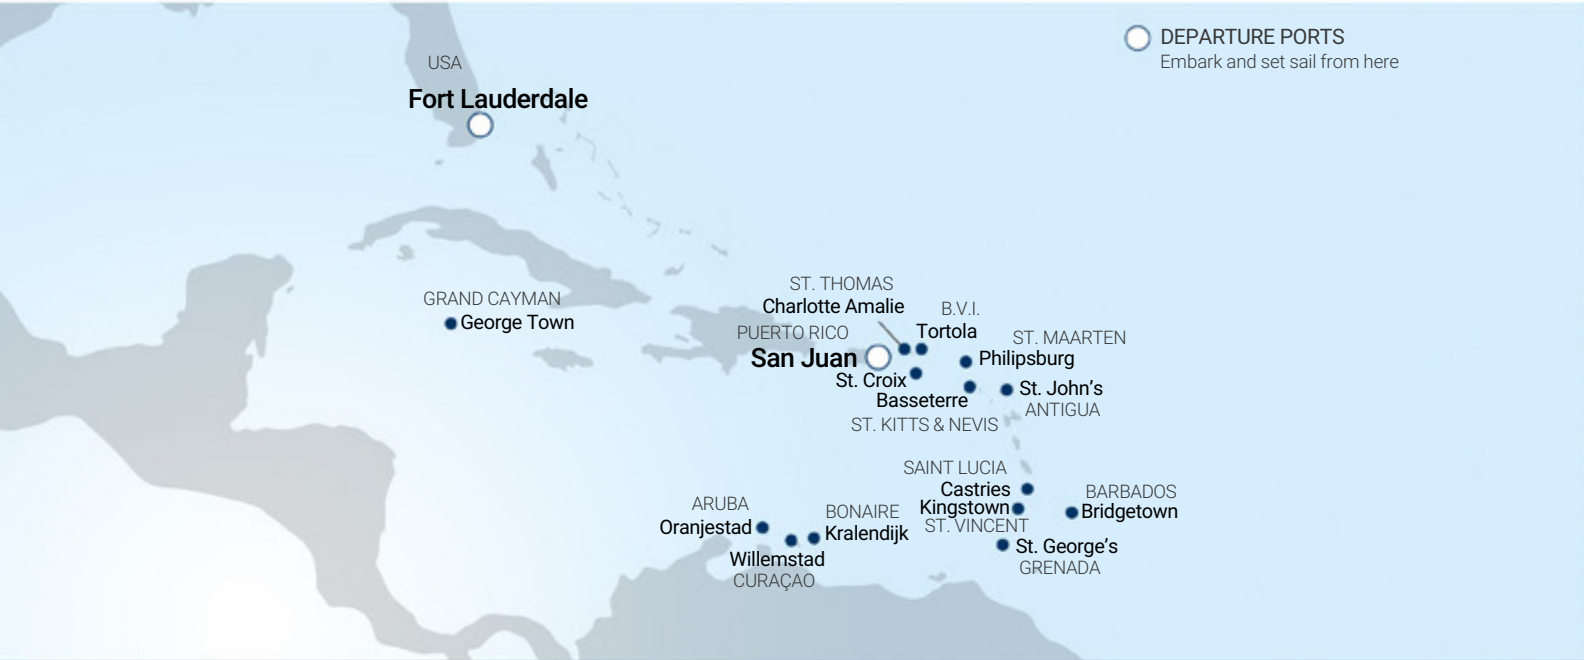 DEPARTURE PORTS
Embark and set sail from here
USA
Fort Lauderdale
GRAND CAYMAN
George Town
ST. THOMAS
Charlotte Amalie
B.V.I.
Tortola
PUERTO RICO
San Juan
ST. MAARTEN
Philipsburg
St. Croix
Basseterre
ST. KITTS & NEVIS
St. John’s
ANTIGUA
SAINT LUCIA
Castries
Kingstown
ST. VINCENT
BARBADOS
Bridgetown
ARUBA
Oranjestad
BONAIRE
Kralendijk
Willemstad
CURAÇAO
St. George’s
GRENADA